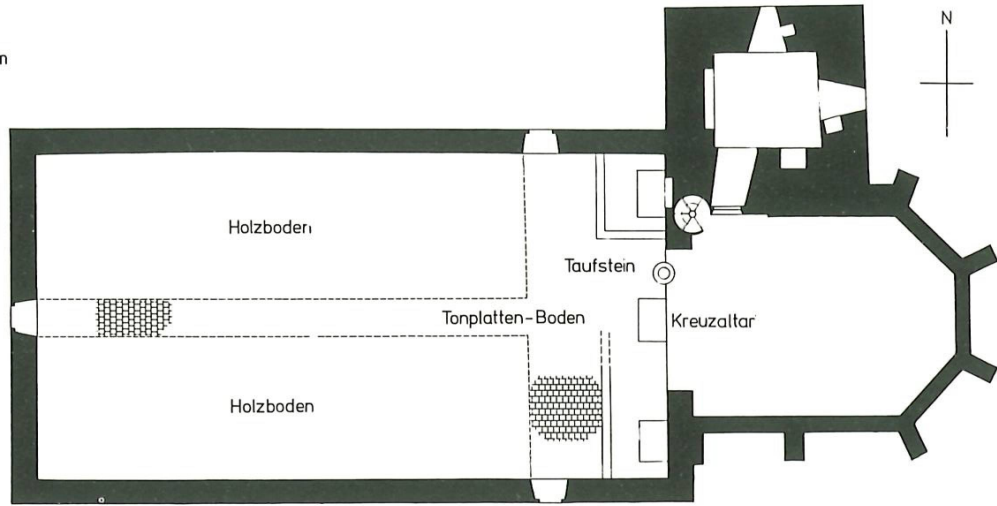 n
N
Holzboden
Taufstein
Tonplatten-Boden
Kreuzaltar
Holzboden